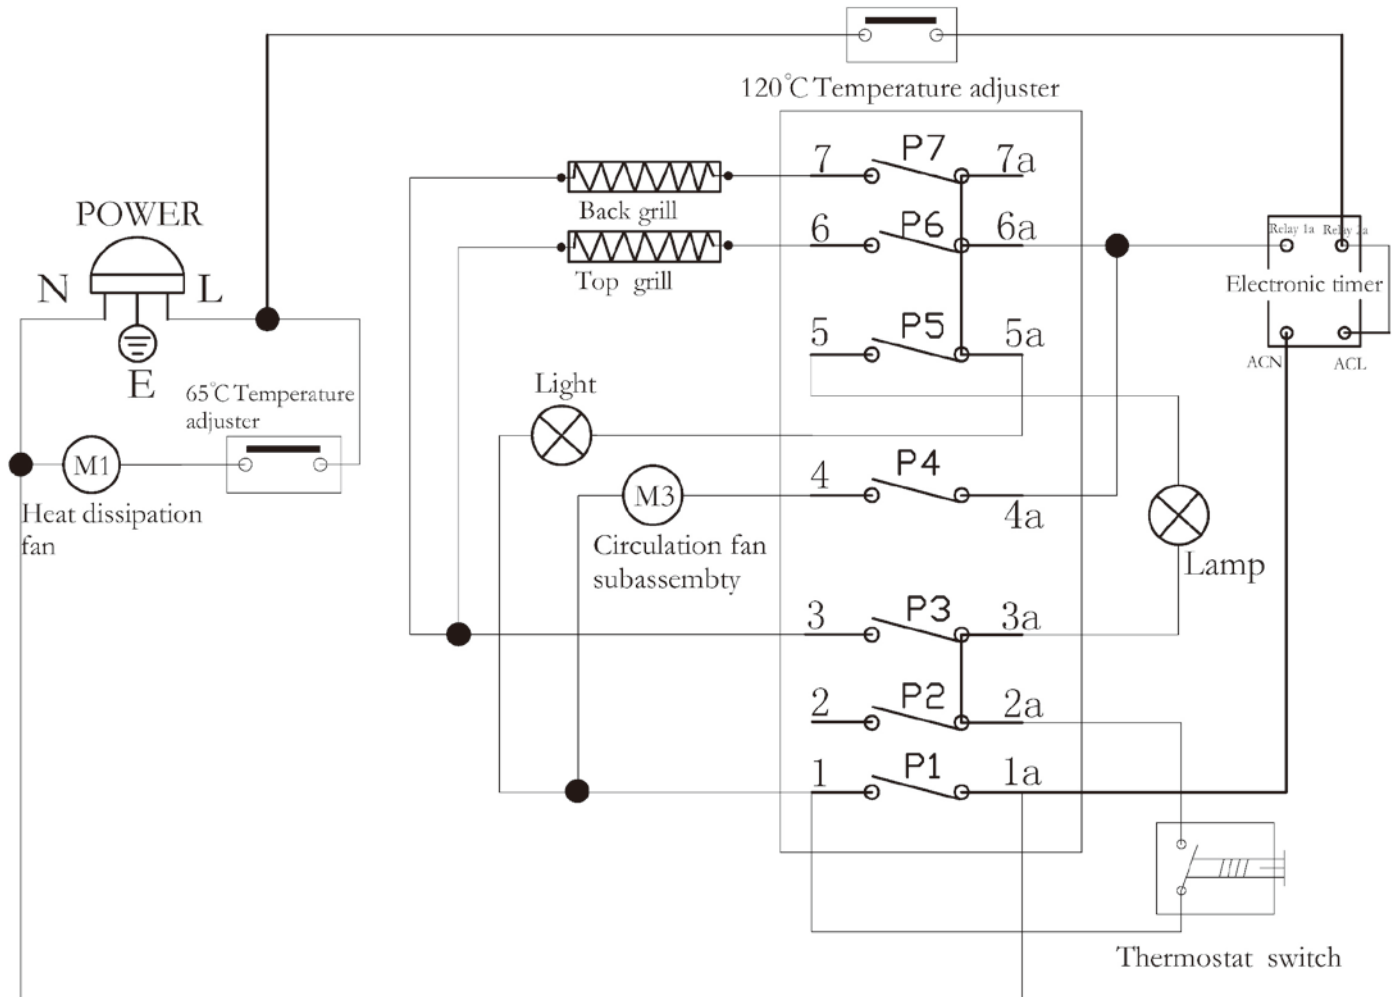 120℃ Temperature adjuster
7 P7 7a
Back grill
POWER
6 P6 6a
Relay 1a Relay 2a
Top grill
N L
Electronic timer
5 P5 5a
E
ACN ACL
65℃ Temperature
adjuster
Light
M1
4 P4 4a
M3
Heat dissipation
fan
Circulation fan
subassembty
Lamp
3 P3 3a
2 P2 2a
1 P1 1a
Thermostat switch